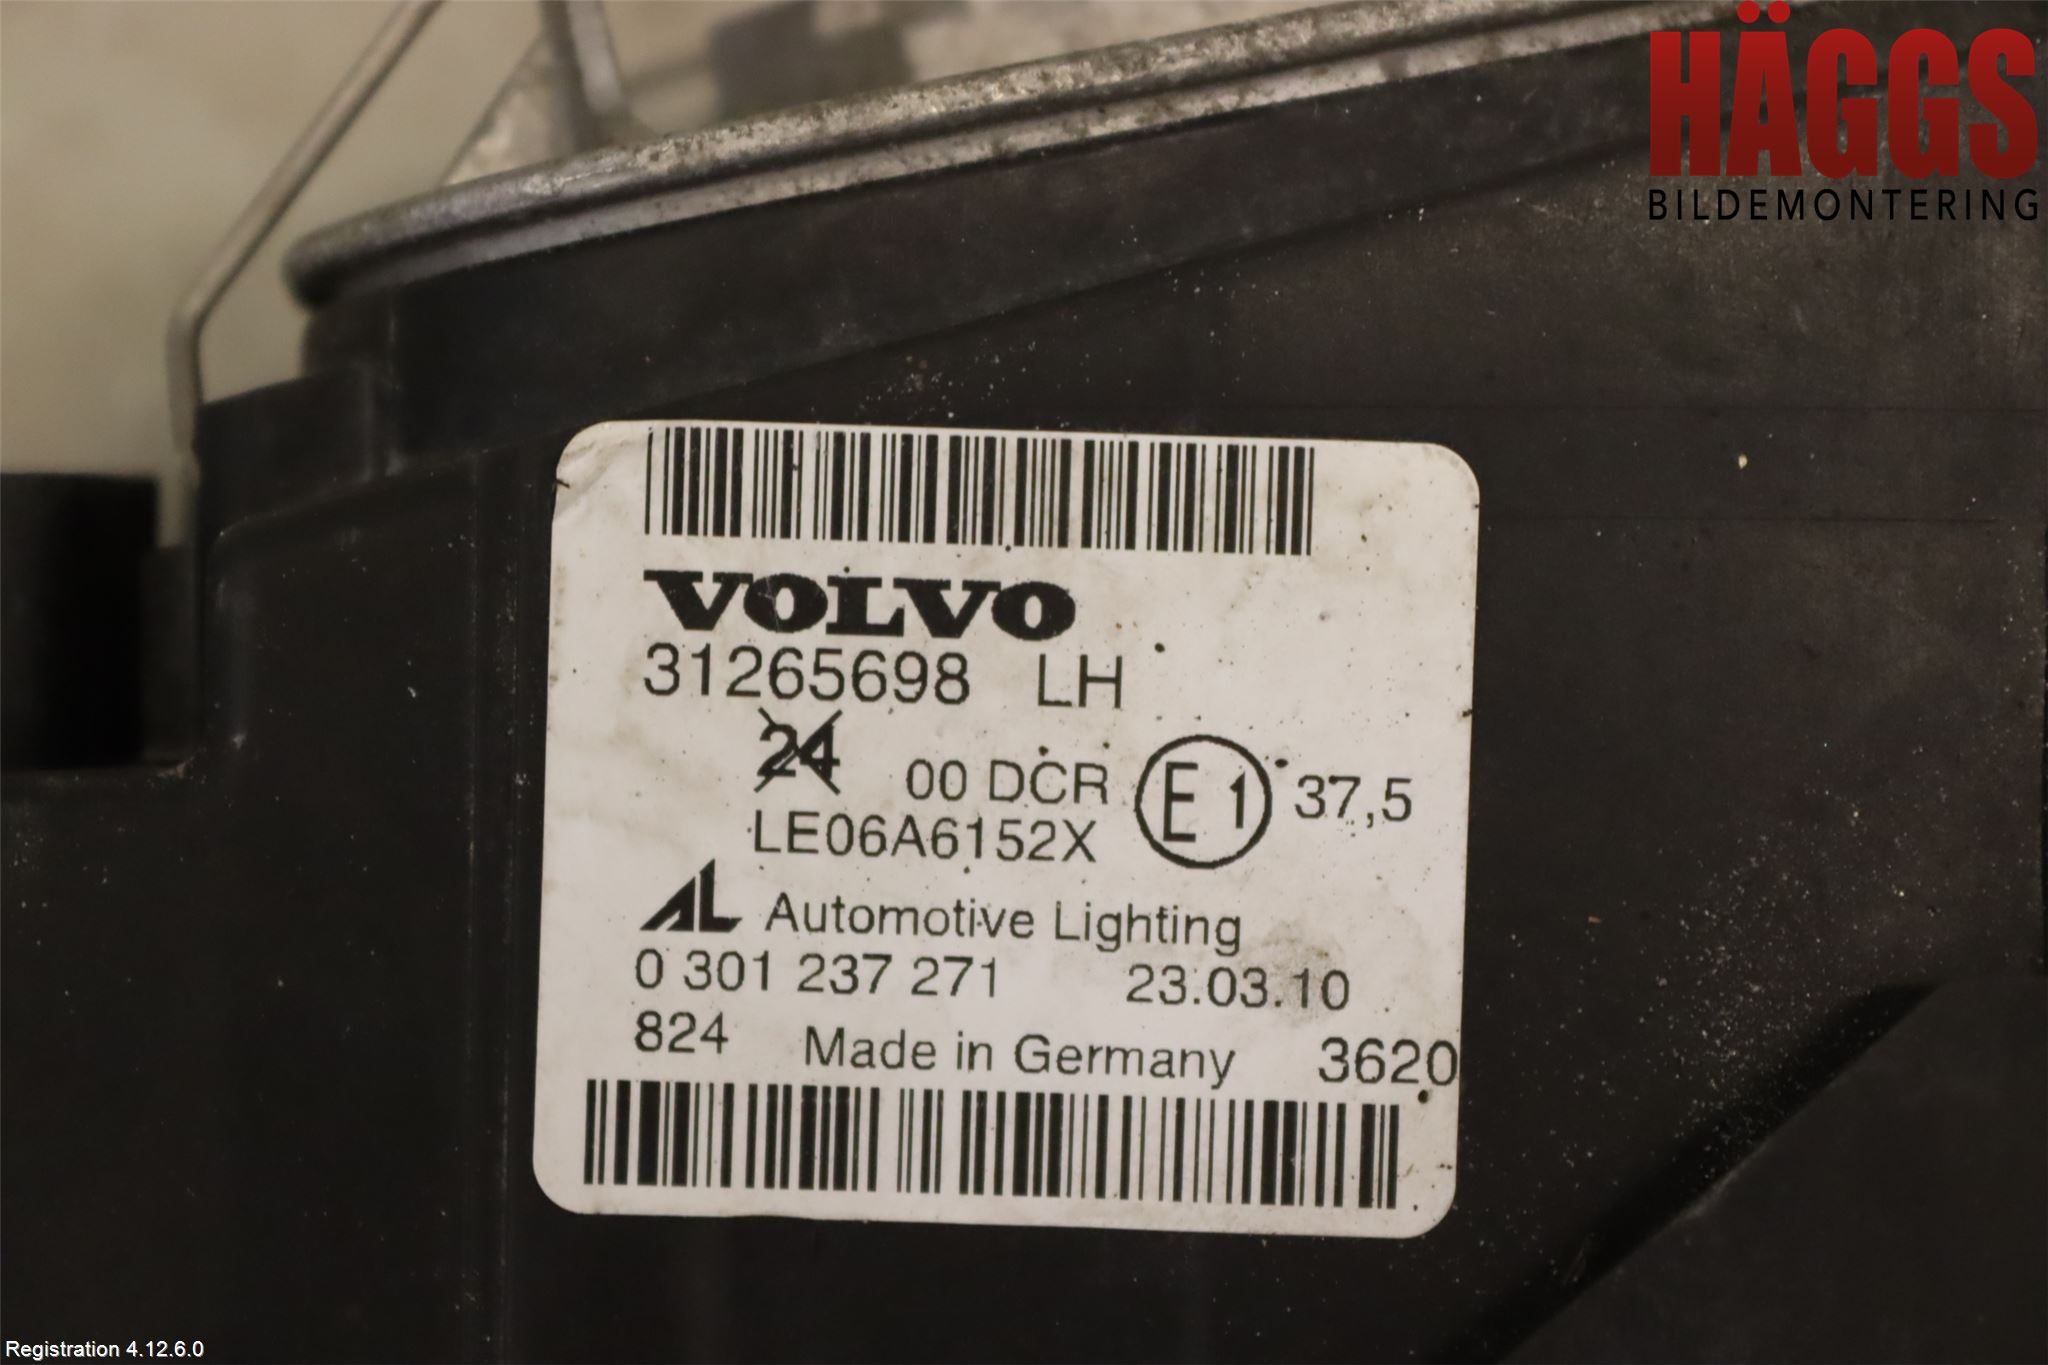 HÄGGS
BILDEMONTERING
VOLVO
31265698 LH
24 00 DCR E1 37,5
LE06A6152X
AL Automotive Lighting
0 301 237 271 23.03.10
824 Made in Germany 3620
Registration 4.12.6.0